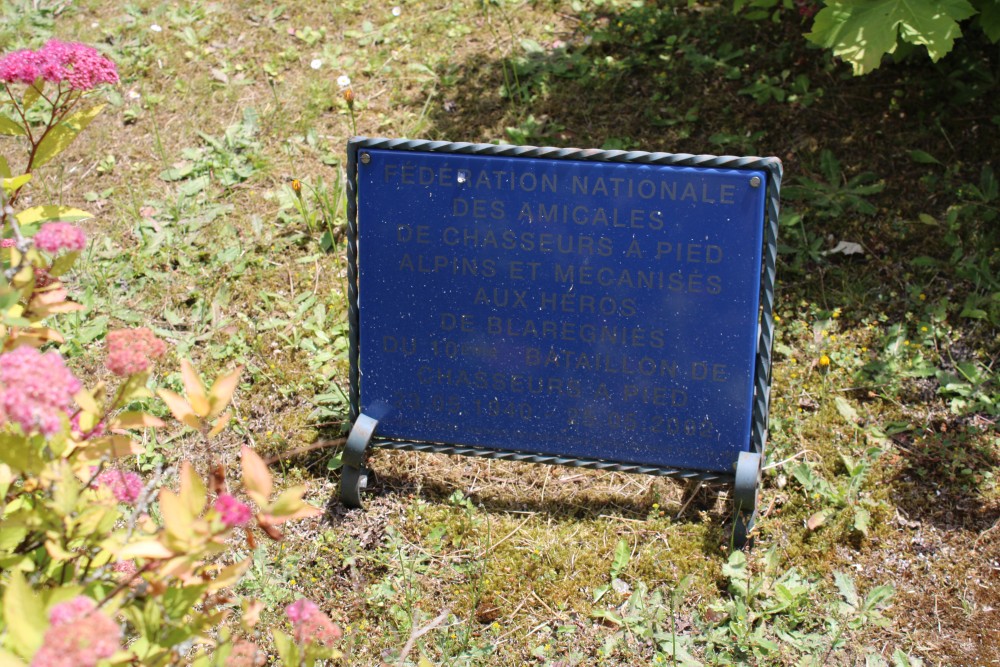 FÉDÉRATION NATIONALE
DES AMICALES
DE CHASSEURS À PIED
ALPINS ET MÉCANISÉS
AUX HÉROS
DE BLAREGNIES
DU BATAILLON DE
CHASSEURS À PIED
1940